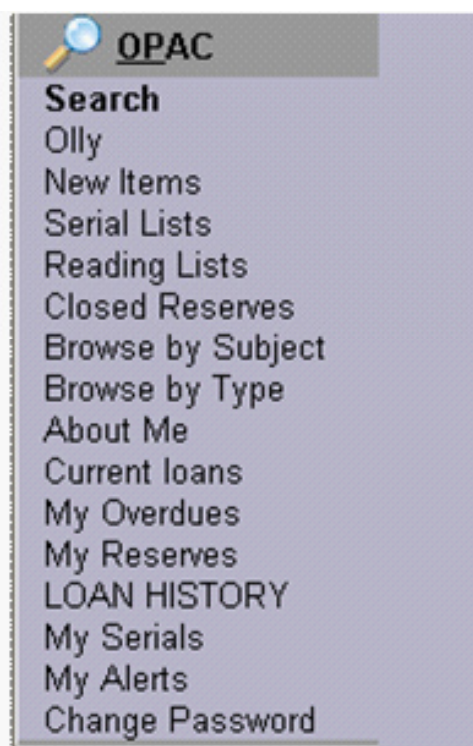 OPAC
Search
Olly
New Items
Serial Lists
Reading Lists
Closed Reserves
Browse by Subject
Browse by Type
About Me
Current loans
My Overdues
My Reserves
LOAN HISTORY
My Serials
My Alerts
Change Password